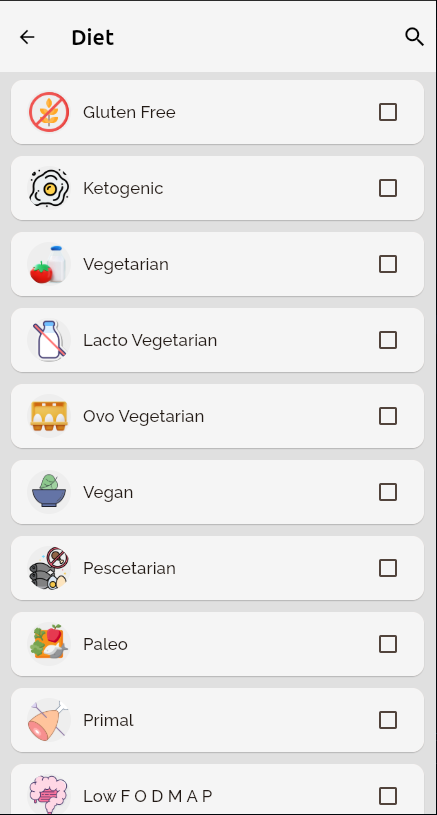 Diet
Gluten Free
Ketogenic
Vegetarian
Lacto Vegetarian
Ovo Vegetarian
Vegan
Pescetarian
Paleo
Primal
Low F O D M A P